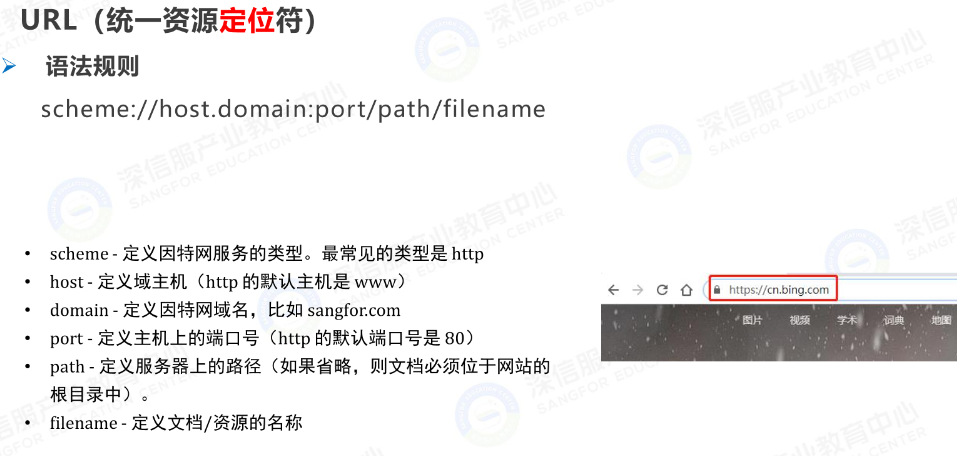 URL（统一资源定位符）
语法规则
scheme://host.domain:port/path/filename
• scheme - 定义因特网服务的类型。最常见的类型是 http
• host - 定义域主机（http 的默认主机是 www）
• domain - 定义因特网域名，比如 sangfor.com
• port - 定义主机上的端口号（http 的默认端口号是 80）
• path - 定义服务器上的路径（如果省略，则文档必须位于网站的
根目录中）。
• filename - 定义文档/资源的名称
https://cn.bing.com
图片 视频 学术 词典 地图
深信服产业教育中心
SANGFOR EDUCATION CENTER